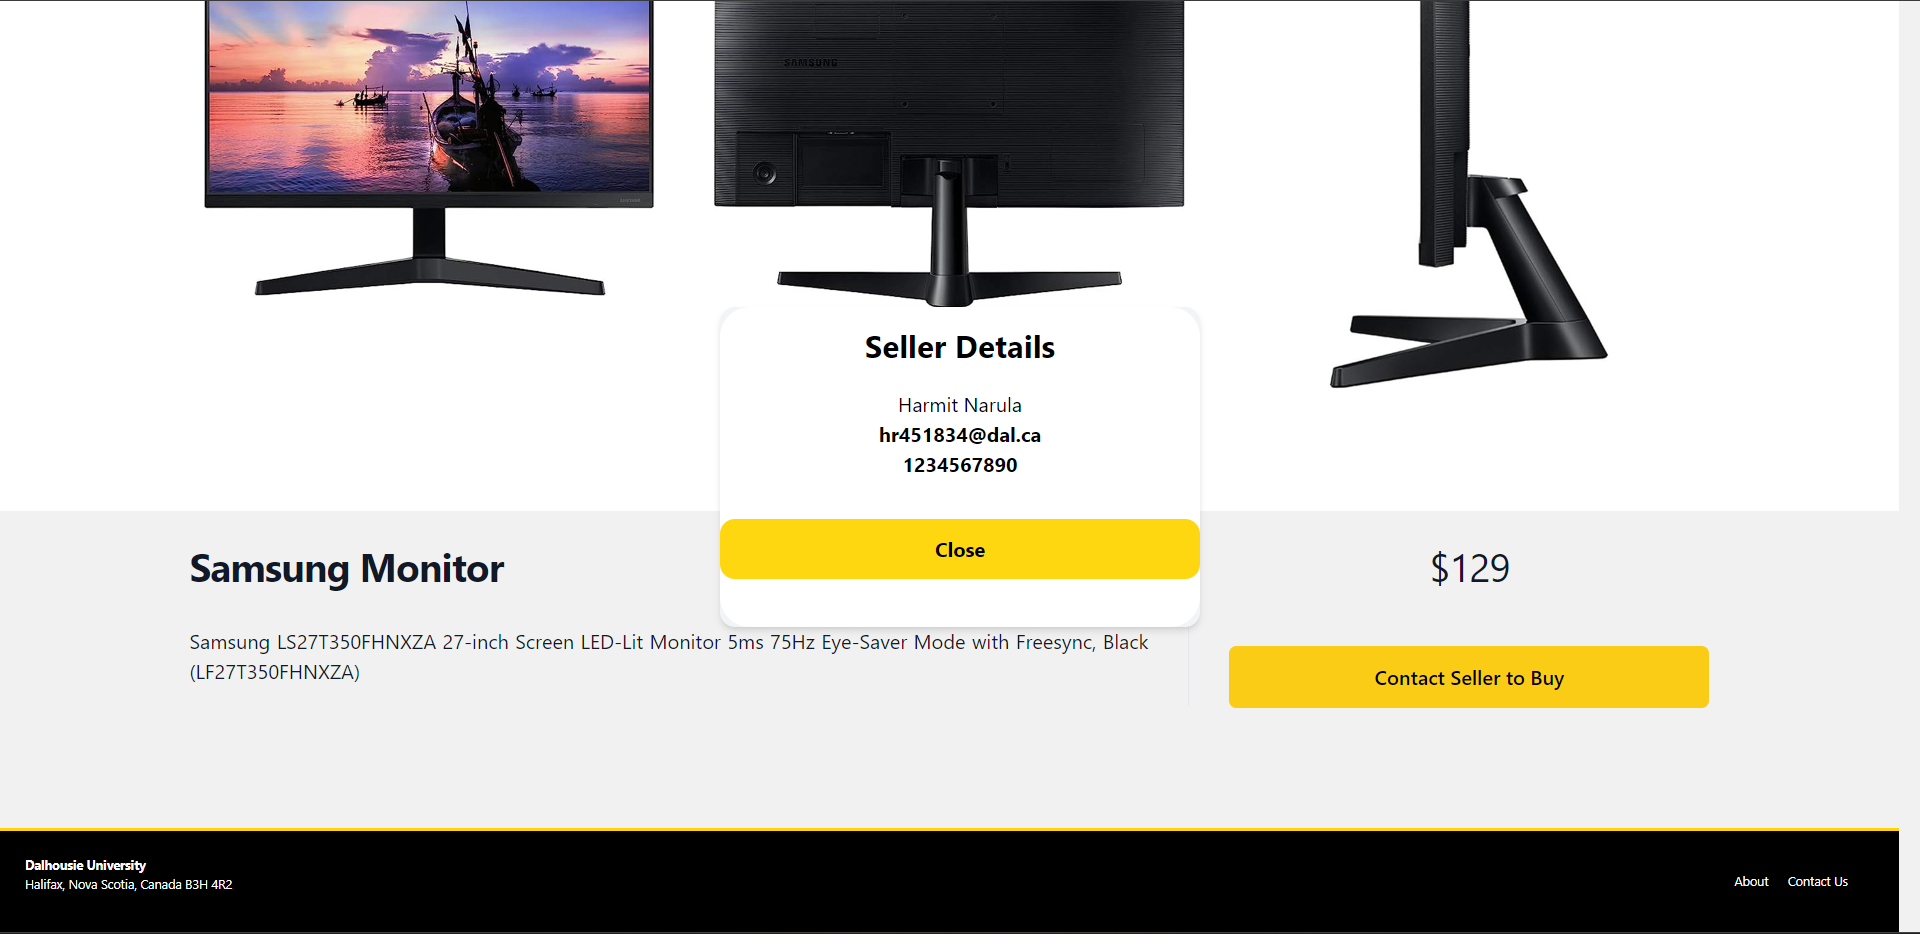 SAMSUNG
Seller Details
Harmit Narula
hr451834@dal.ca
1234567890
Close
Samsung Monitor
$129
Samsung LS27T350FHNXZA 27-inch Screen LED-Lit Monitor 5ms 75Hz Eye-Saver Mode with Freesync, Black
(LF27T350FHNXZA)
Contact Seller to Buy
Dalhousie University
Halifax, Nova Scotia, Canada B3H 4R2
About
Contact Us